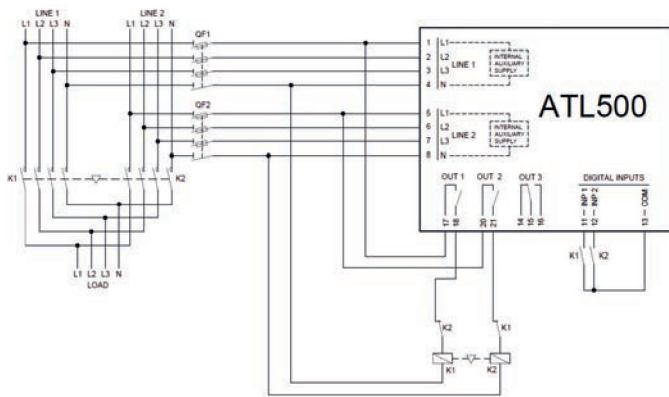 LINE 1 LINE 2
L1 L2 L3 N L1 L2 L3 N
QF1
QF2
K1 K2
L1 L2 L3 N
LOAD
ATL500
1 L1
2 L2
3 L3
4 N
LINE 1
INTERNAL AUXILIARY SUPPLY
5 L1
6 L2
7 L3
8 N
LINE 2
INTERNAL AUXILIARY SUPPLY
OUT 1 OUT 2 OUT 3 DIGITAL INPUTS
17 18 20 21 14 15 16
11 INP 1
12 INP 2
13 COM
K1 K2
K2 K1
K1 K2